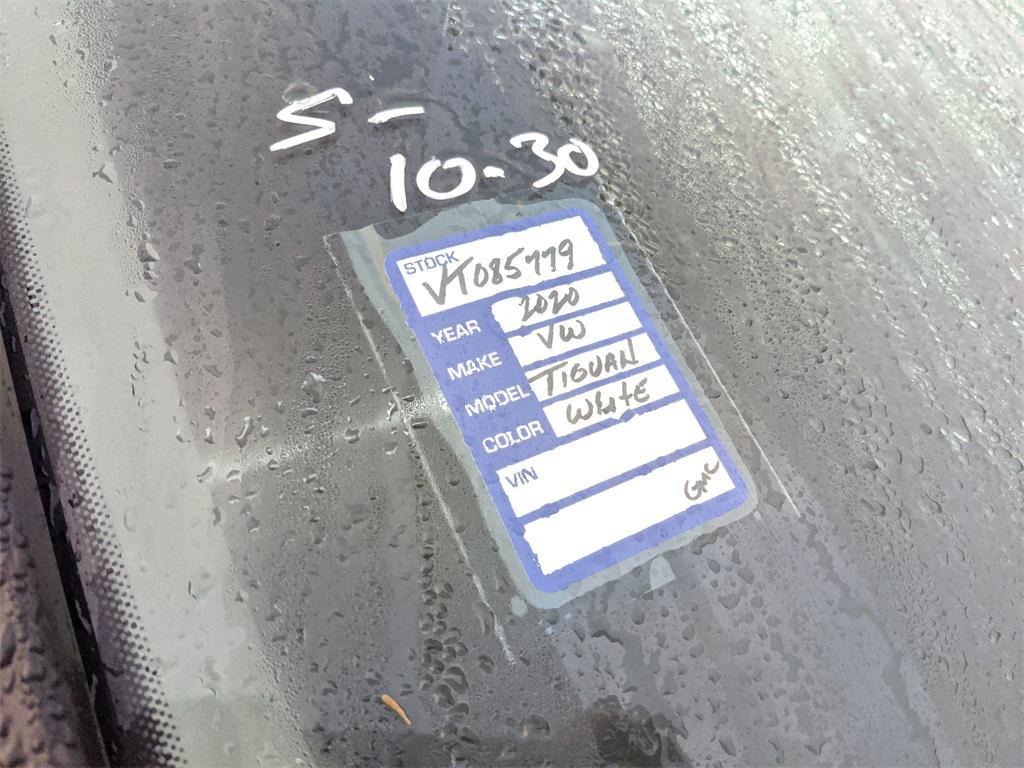 S-
10-30
STOCK VT085779
YEAR 2020
MAKE VW
MODEL TIGUAN
COLOR WhitE
VIN
GMC